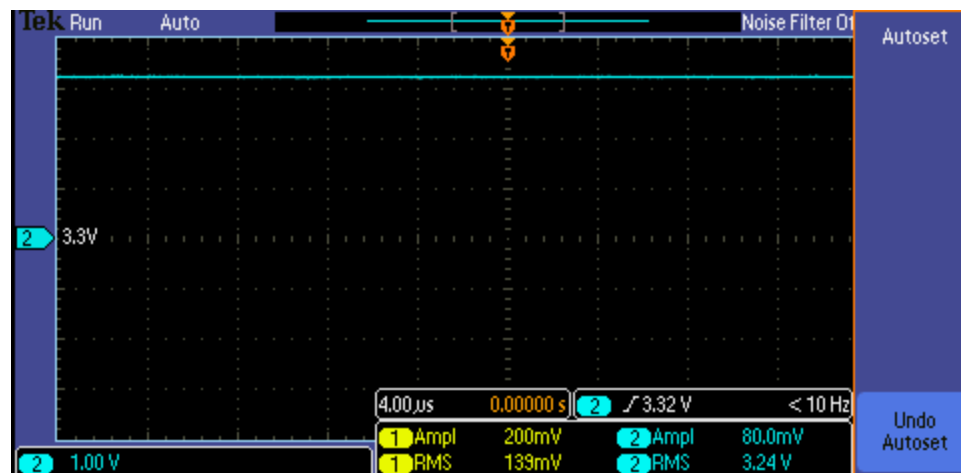 Tek Run Auto Noise Filter Of
Autoset
2 3.3V
4.00µs 0.00000 s 2 3.32 V < 10 Hz
1 Ampl 200mV 2 Ampl 80.0mV
2 1.00 V 1 RMS 139mV 2 RMS 3.24 V
Undo
Autoset